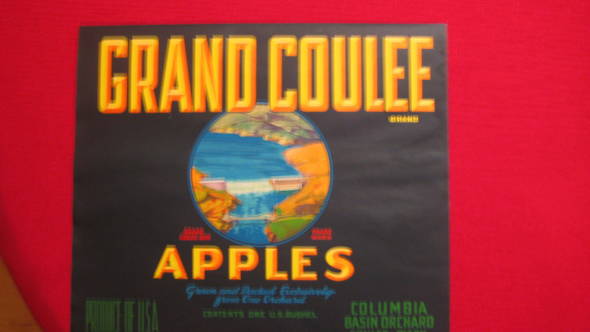 GRAND COULEE
BRAND
APPLES
Grown and Packed Exclusively
from One Orchard
CONTENTS ONE U.S. BUSHEL
PRODUCT OF U.S.A.
COLUMBIA
BASIN ORCHARD